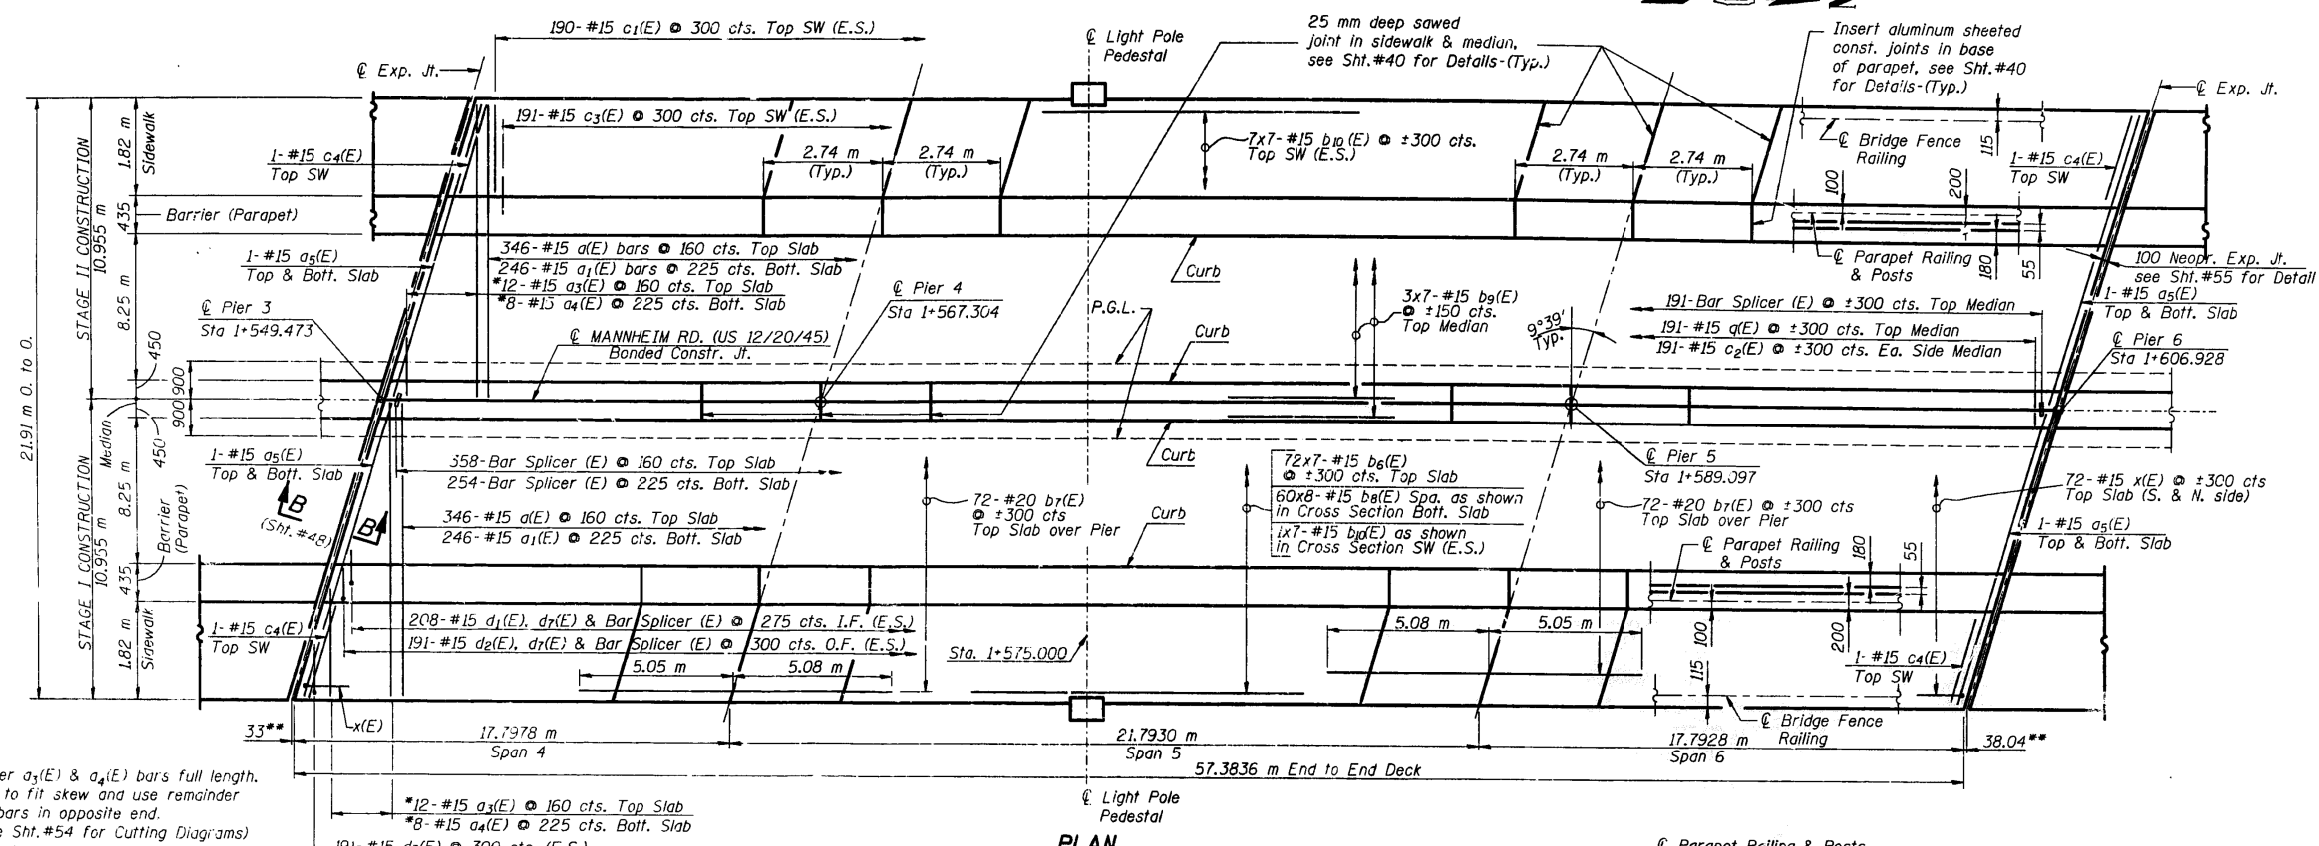 190-#15 c1(E) @ 300 cts. Top SW (E.S.)
℄ Exp. Jt.
℄ Light Pole
Pedestal
25 mm deep sawed
joint in sidewalk & median,
see Sht.#40 for Details-(Typ.)
Insert aluminum sheeted
const. joints in base
of parapet, see Sht.#40
for Details-(Typ.)
℄ Exp. Jt.
191-#15 c3(E) @ 300 cts. Top SW (E.S.)
1-#15 c4(E)
Top SW
2.74 m
(Typ.)
2.74 m
(Typ.)
7x7-#15 b10(E) @ ±300 cts.
Top SW (E.S.)
2.74 m
(Typ.)
2.74 m
(Typ.)
℄ Bridge Fence
Railing
115
1-#15 c4(E)
Top SW
100
200
21.91 m O. to O.
STAGE II CONSTRUCTION
10.955 m
1.82 m
Sidewalk
435
Barrier (Parapet)
8.25 m
450
1-#15 a5(E)
Top & Bott. Slab
346-#15 a(E) bars @ 160 cts. Top Slab
246-#15 a1(E) bars @ 225 cts. Bott. Slab
*12-#15 a3(E) @ 160 cts. Top Slab
*8-#15 a4(E) @ 225 cts. Bott. Slab
Curb
℄ Parapet Railing
& Posts
180
55
100 Neopr. Exp. Jt.
see Sht.#55 for Detail
1-#15 a5(E)
Top & Bott. Slab
℄ Pier 3
Sta 1+549.473
℄ Pier 4
Sta 1+567.304
P.G.L.
3x7-#15 b9(E)
@ ±150 cts.
Top Median
9°39'
Typ.
191-Bar Splicer (E) @ ±300 cts. Top Median
191-#15 q(E) @ ±300 cts. Top Median
191-#15 c2(E) @ ±300 cts. Ea. Side Median
℄ Pier 6
Sta 1+606.928
℄ MANNHEIM RD. (US 12/20/45)
Bonded Constr. Jt.
Curb
900
900
Median
STAGE I CONSTRUCTION
10.955 m
8.25 m
450
Barrier
(Parapet)
435
1.82 m
Sidewalk
1-#15 a5(E)
Top & Bott. Slab
358-Bar Splicer (E) @ 160 cts. Top Slab
254-Bar Splicer (E) @ 225 cts. Bott. Slab
Curb
℄ Pier 5
Sta 1+589.097
B
B
(Sht. #48)
346-#15 a(E) @ 160 cts. Top Slab
246-#15 a1(E) @ 225 cts. Bott. Slab
72-#20 b7(E)
@ ±300 cts
Top Slab over Pier
Curb
72x7-#15 b6(E)
@ ±300 cts. Top Slab
60x8-#15 b8(E) Spa. as shown
in Cross Section Bott. Slab
1x7-#15 b10(E) as shown
in Cross Section SW (E.S.)
72-#20 b7(E) @ ±300 cts
Top Slab over Pier
72-#15 x(E) @ ±300 cts
Top Slab (S. & N. side)
1-#15 a5(E)
Top & Bott. Slab
℄ Parapet Railing
& Posts
180
55
1-#15 c4(E)
Top SW
208-#15 d1(E), d7(E) & Bar Splicer (E) @ 275 cts. I.F. (E.S.)
191-#15 d2(E), d7(E) & Bar Splicer (E) @ 300 cts. O.F. (E.S.)
5.05 m
5.08 m
Sta. 1+575.000
5.08 m
5.05 m
100
200
115
1-#15 c4(E)
Top SW
℄ Bridge Fence
Railing
33**
x(E)
17.7978 m
Span 4
21.7930 m
Span 5
17.7928 m
Span 6
38.04**
57.3836 m End to End Deck
er a3(E) & a4(E) bars full length.
to fit skew and use remainder
bars in opposite end.
Sht.#54 for Cutting Diagrams)
*12-#15 a3(E) @ 160 cts. Top Slab
*8-#15 a4(E) @ 225 cts. Bott. Slab
℄ Light Pole
Pedestal
PLAN
℄ Parapet Railing & Posts